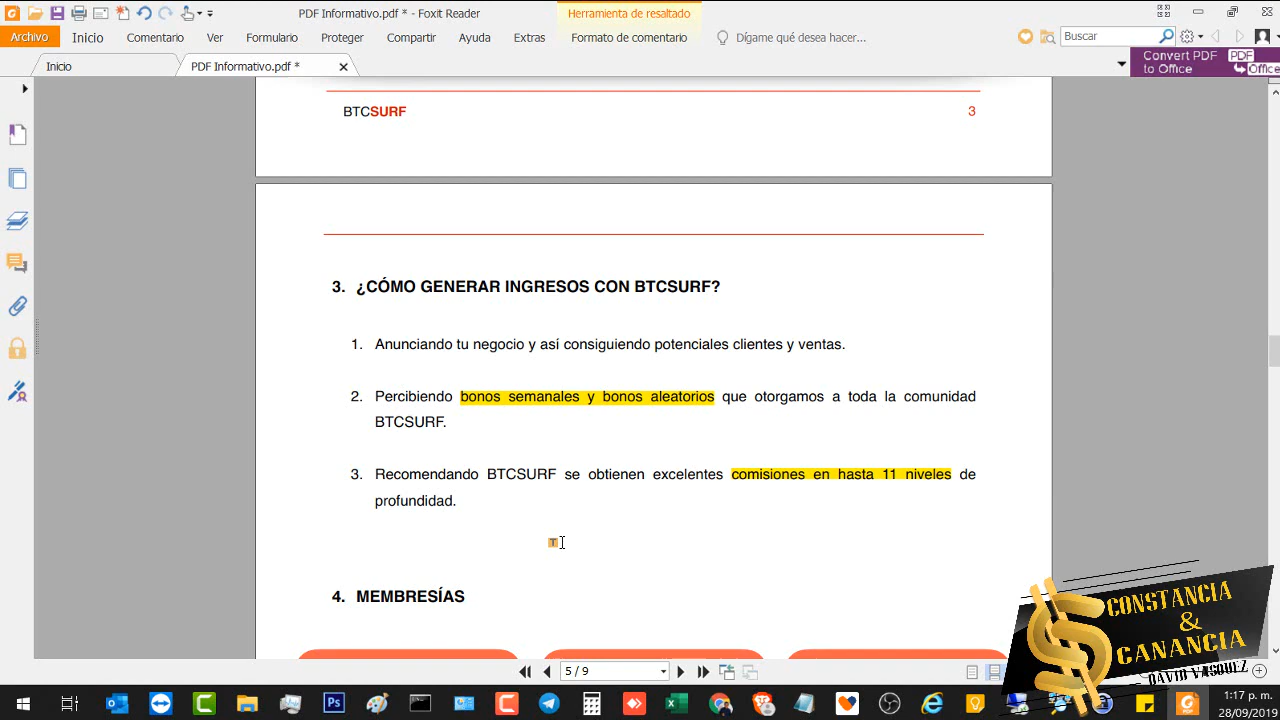 PDF Informativo.pdf * - Foxit Reader
Herramienta de resaltado
Archivo
Inicio
Comentario
Ver
Formulario
Proteger
Compartir
Ayuda
Extras
Formato de comentario
Dígame qué desea hacer...
Buscar
Inicio
PDF Informativo.pdf *
Convert PDF
to Office
PDF
Office
BTCSURF
3
3. ¿CÓMO GENERAR INGRESOS CON BTCSURF?
1. Anunciando tu negocio y así consiguiendo potenciales clientes y ventas.
2. Percibiendo bonos semanales y bonos aleatorios que otorgamos a toda la comunidad
BTCSURF.
3. Recomendando BTCSURF se obtienen excelentes comisiones en hasta 11 niveles de
profundidad.
T
4. MEMBRESÍAS
CONSTANCIA
&
GANANCIA
DAVID VASQUEZ
5 / 9
Ps
1:17 p. m.
28/09/2019